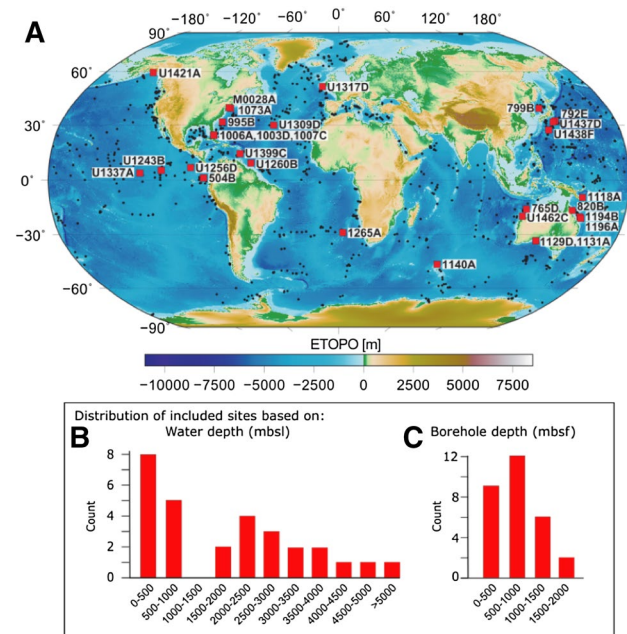 A
−180° −120° −60° 0° 60° 120° 180°
90°
60°
30°
0°
−30°
−60°
−90°
U1421A
U1317D
M0028A
1073A
995B
U1309D
1006A,1003D,1007C
799B
792E
U1437D
U1438F
U1399C
U1260B
U1243B
U1337A
U1256D
504B
1118A
765D
820B
U1462C
1194B
1196A
1265A
1129D,1131A
1140A
ETOPO [m]
−10000 −7500 −5000 −2500 0 2500 5000 7500
Distribution of included sites based on:
B
Water depth (mbsl)
8
6
4
2
0
Count
0-500
500-1000
1000-1500
1500-2000
2000-2500
2500-3000
3000-3500
3500-4000
4000-4500
4500-5000
>5000
C
Borehole depth (mbsf)
12
8
4
0
Count
0-500
500-1000
1000-1500
1500-2000